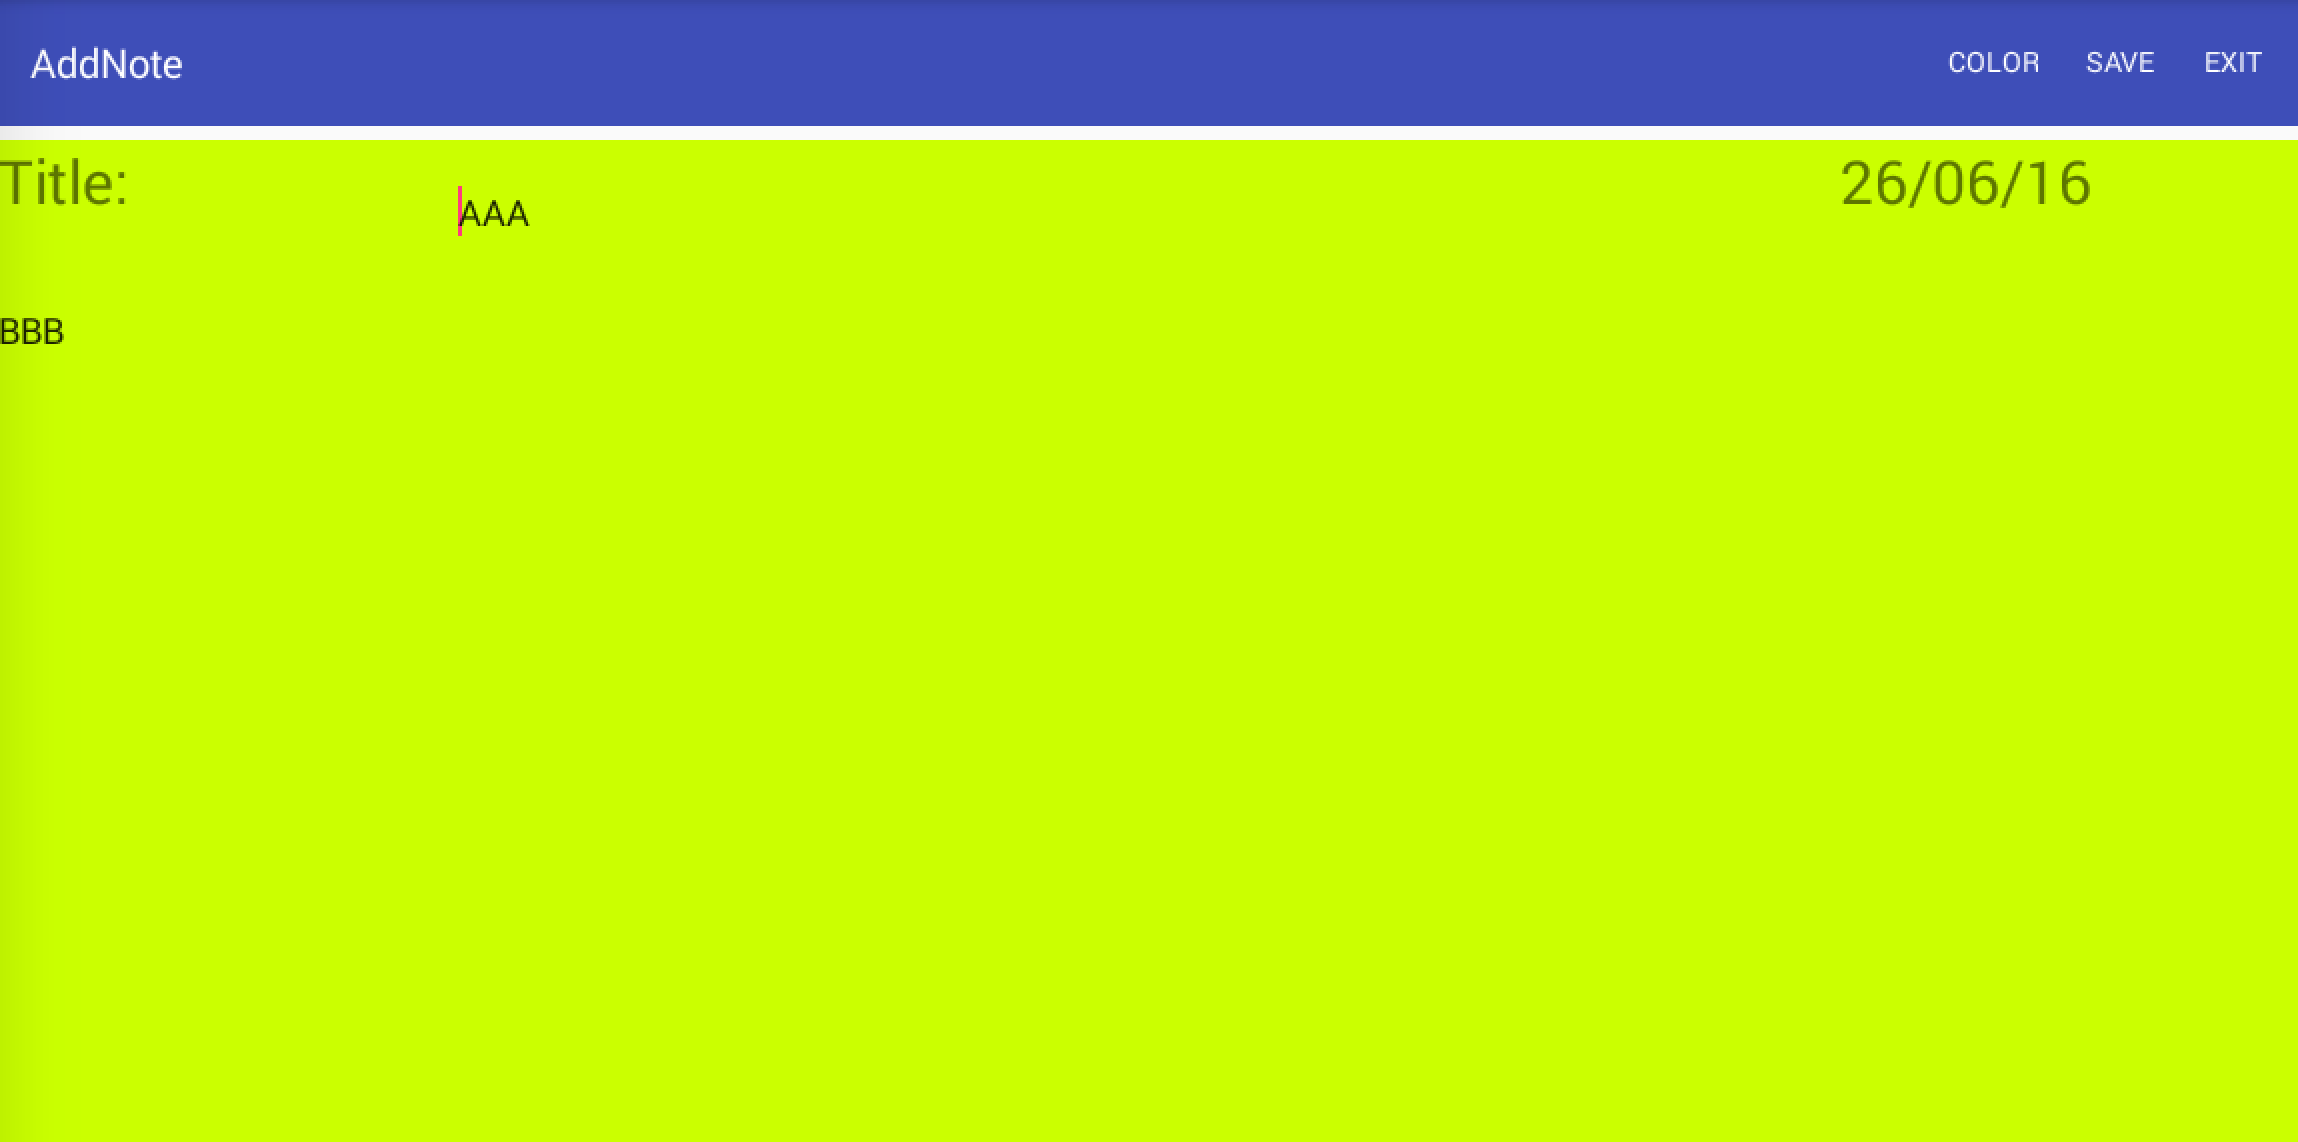 AddNote COLOR SAVE EXIT
Title: AAA 26/06/16
BBB